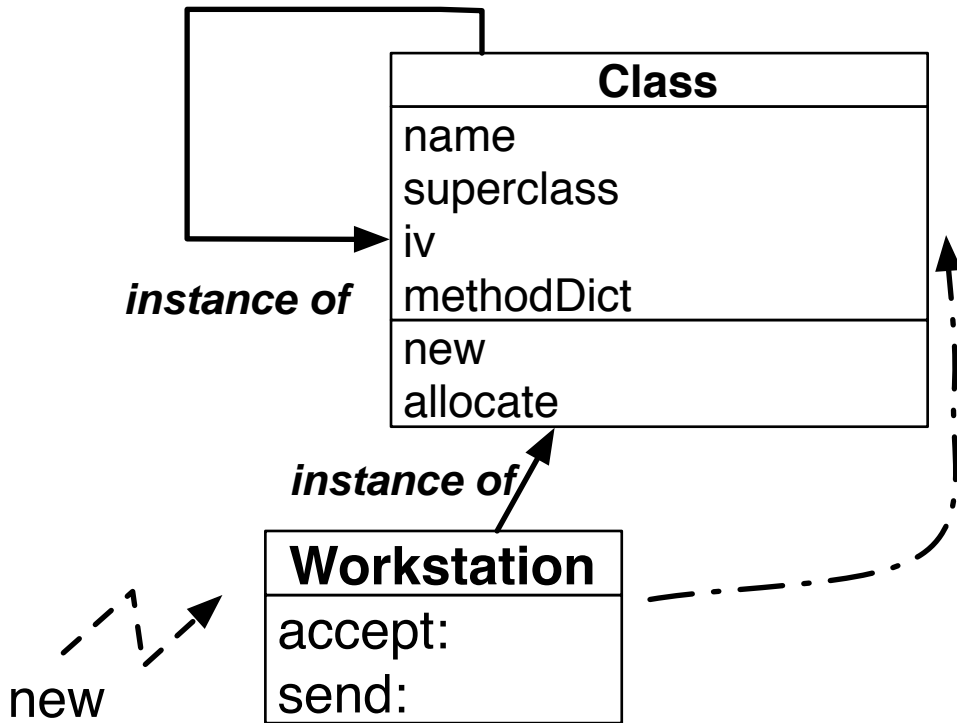 Class
name
superclass
iv
methodDict
new
allocate
instance of
instance of
Workstation
accept:
send:
new